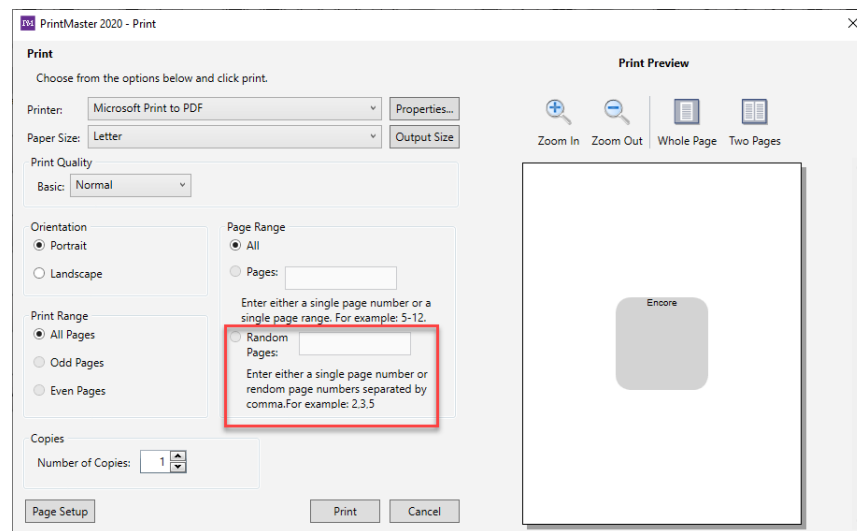 PM PrintMaster 2020 - Print
Print
Choose from the options below and click print.
Printer: Microsoft Print to PDF Properties...
Paper Size: Letter Output Size
Print Quality
Basic: Normal
Orientation
Portrait
Landscape
Print Range
All Pages
Odd Pages
Even Pages
Page Range
All
Pages:
Enter either a single page number or a
single page range. For example: 5-12.
Random
Pages:
Enter either a single page number or
rendom page numbers separated by
comma.For example: 2,3,5
Copies
Number of Copies: 1
Page Setup Print Cancel
Print Preview
Zoom In Zoom Out Whole Page Two Pages
Encore